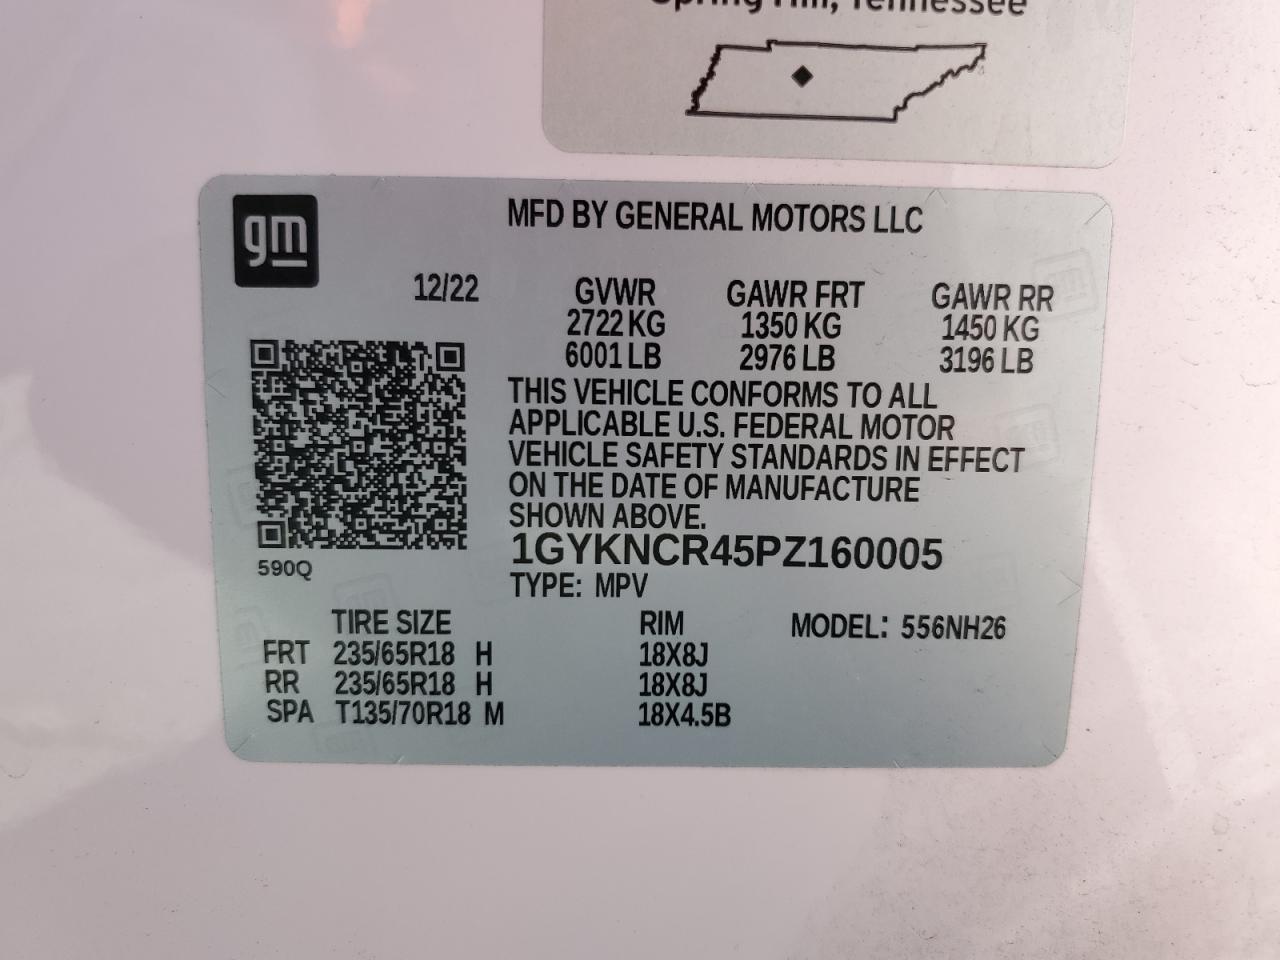 Spring Hill, Tennessee
gm
MFD BY GENERAL MOTORS LLC
12/22 GVWR GAWR FRT GAWR RR
2722 KG 1350 KG 1450 KG
6001 LB 2976 LB 3196 LB
THIS VEHICLE CONFORMS TO ALL
APPLICABLE U.S. FEDERAL MOTOR
VEHICLE SAFETY STANDARDS IN EFFECT
ON THE DATE OF MANUFACTURE
SHOWN ABOVE.
1GYKNCR45PZ160005
590Q
TYPE: MPV
TIRE SIZE RIM MODEL: 556NH26
FRT 235/65R18 H 18X8J
RR 235/65R18 H 18X8J
SPA T135/70R18 M 18X4.5B